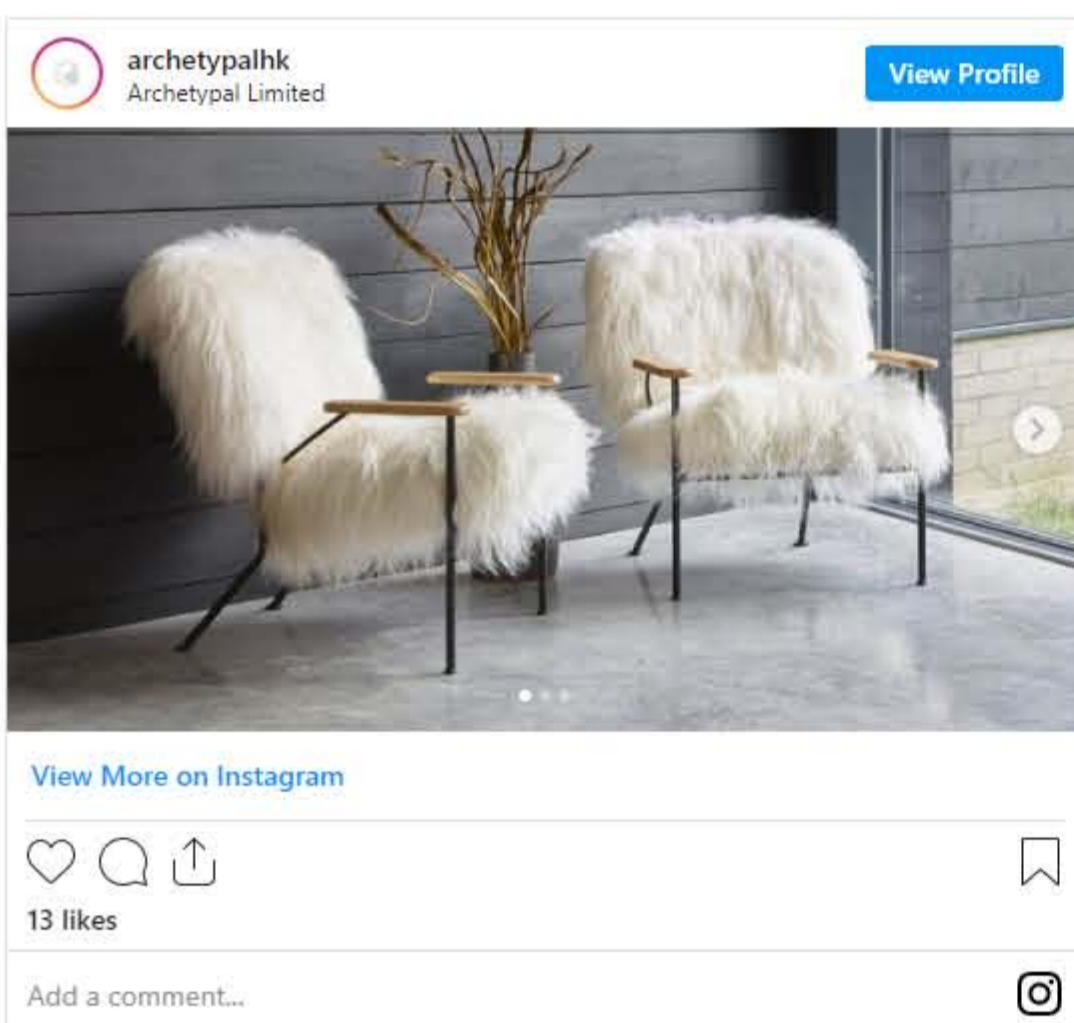 archetypalhk
Archetypal Limited
View Profile
View More on Instagram
13 likes
Add a comment...